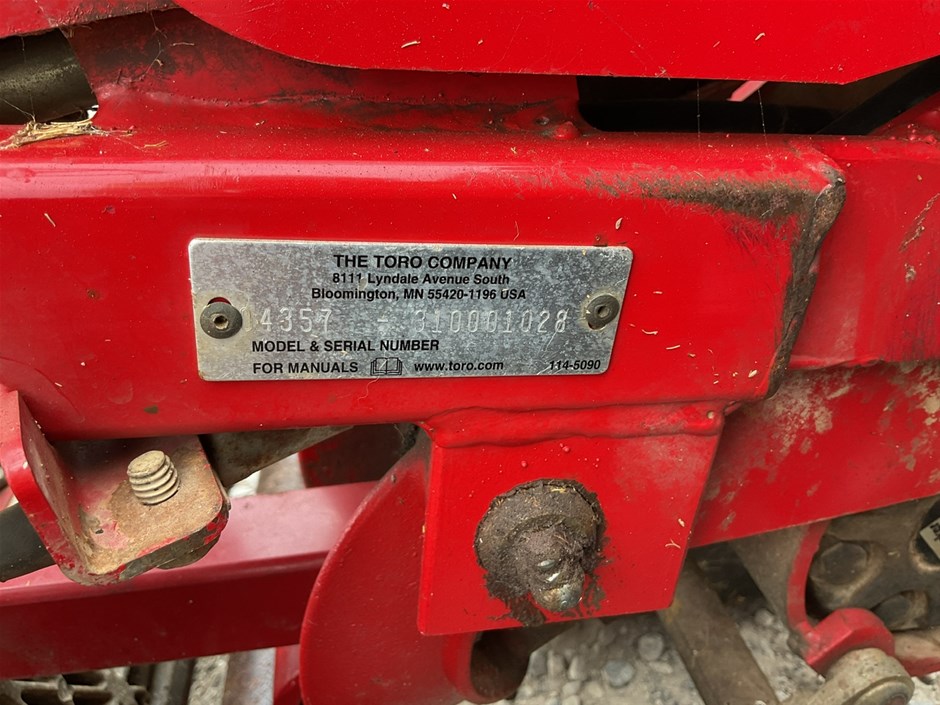 THE TORO COMPANY
8111 Lyndale Avenue South
Bloomington, MN 55420-1196 USA
4357 - 310001028
MODEL & SERIAL NUMBER
FOR MANUALS www.toro.com 114-5090